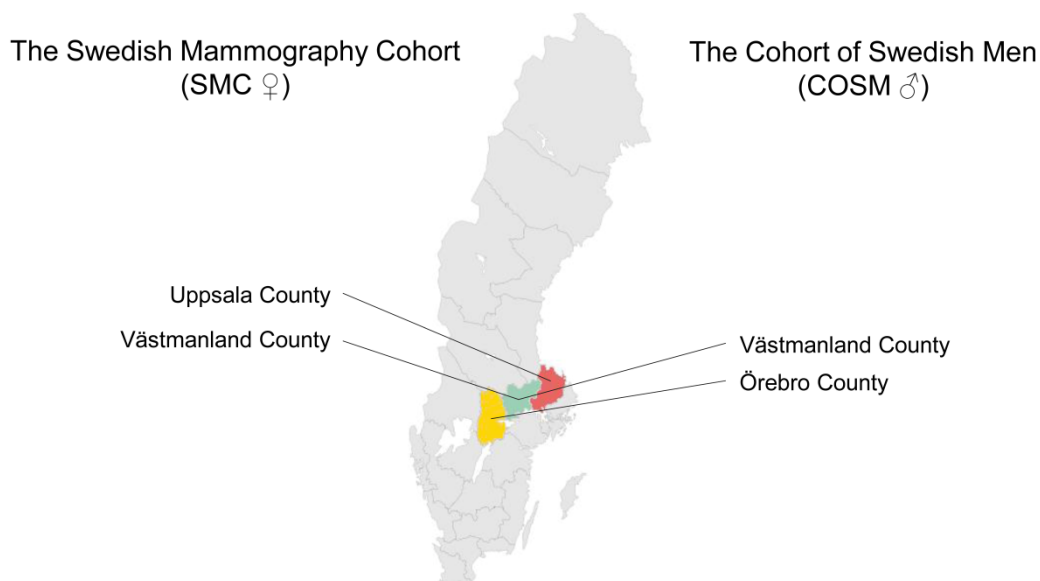 The Swedish Mammography Cohort
(SMC ♀)
The Cohort of Swedish Men
(COSM ♂)
Uppsala County
Västmanland County
Västmanland County
Örebro County